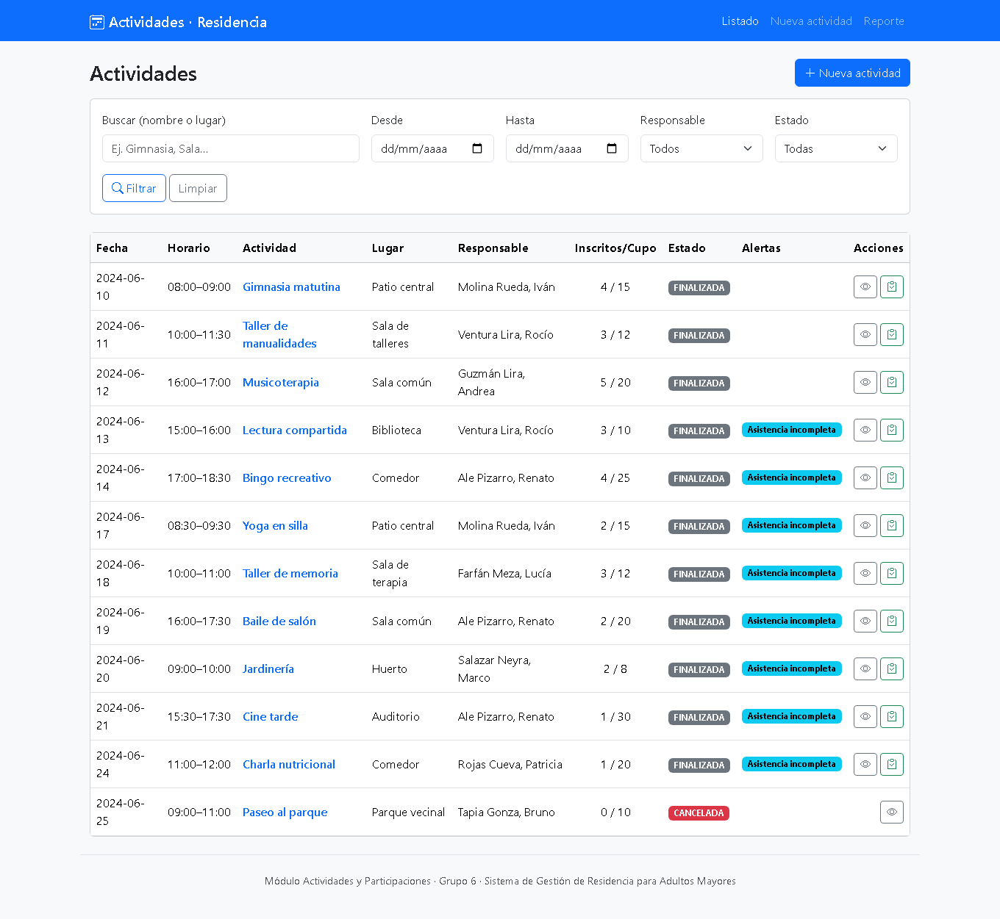 Actividades · Residencia
Listado Nueva actividad Reporte
Actividades
Nueva actividad
Buscar (nombre o lugar) Desde Hasta Responsable Estado
Ej. Gimnasia, Sala... dd/mm/aaaa dd/mm/aaaa Todos Todas
Filtrar Limpiar
Fecha Horario Actividad Lugar Responsable Inscritos/Cupo Estado Alertas Acciones
2024-06-10 08:00–09:00 Gimnasia matutina Patio central Molina Rueda, Iván 4 / 15 FINALIZADA
2024-06-11 10:00–11:30 Taller de manualidades Sala de talleres Ventura Lira, Rocío 3 / 12 FINALIZADA
2024-06-12 16:00–17:00 Musicoterapia Sala común Guzmán Lira, Andrea 5 / 20 FINALIZADA
2024-06-13 15:00–16:00 Lectura compartida Biblioteca Ventura Lira, Rocío 3 / 10 FINALIZADA Asistencia incompleta
2024-06-14 17:00–18:30 Bingo recreativo Comedor Ale Pizarro, Renato 4 / 25 FINALIZADA Asistencia incompleta
2024-06-17 08:30–09:30 Yoga en silla Patio central Molina Rueda, Iván 2 / 15 FINALIZADA Asistencia incompleta
2024-06-18 10:00–11:00 Taller de memoria Sala de terapia Farfán Meza, Lucía 3 / 12 FINALIZADA Asistencia incompleta
2024-06-19 16:00–17:30 Baile de salón Sala común Ale Pizarro, Renato 2 / 20 FINALIZADA Asistencia incompleta
2024-06-20 09:00–10:00 Jardinería Huerto Salazar Neyra, Marco 2 / 8 FINALIZADA Asistencia incompleta
2024-06-21 15:30–17:30 Cine tarde Auditorio Ale Pizarro, Renato 1 / 30 FINALIZADA Asistencia incompleta
2024-06-24 11:00–12:00 Charla nutricional Comedor Rojas Cueva, Patricia 1 / 20 FINALIZADA Asistencia incompleta
2024-06-25 09:00–11:00 Paseo al parque Parque vecinal Tapia Gonza, Bruno 0 / 10 CANCELADA
Módulo Actividades y Participaciones · Grupo 6 · Sistema de Gestión de Residencia para Adultos Mayores